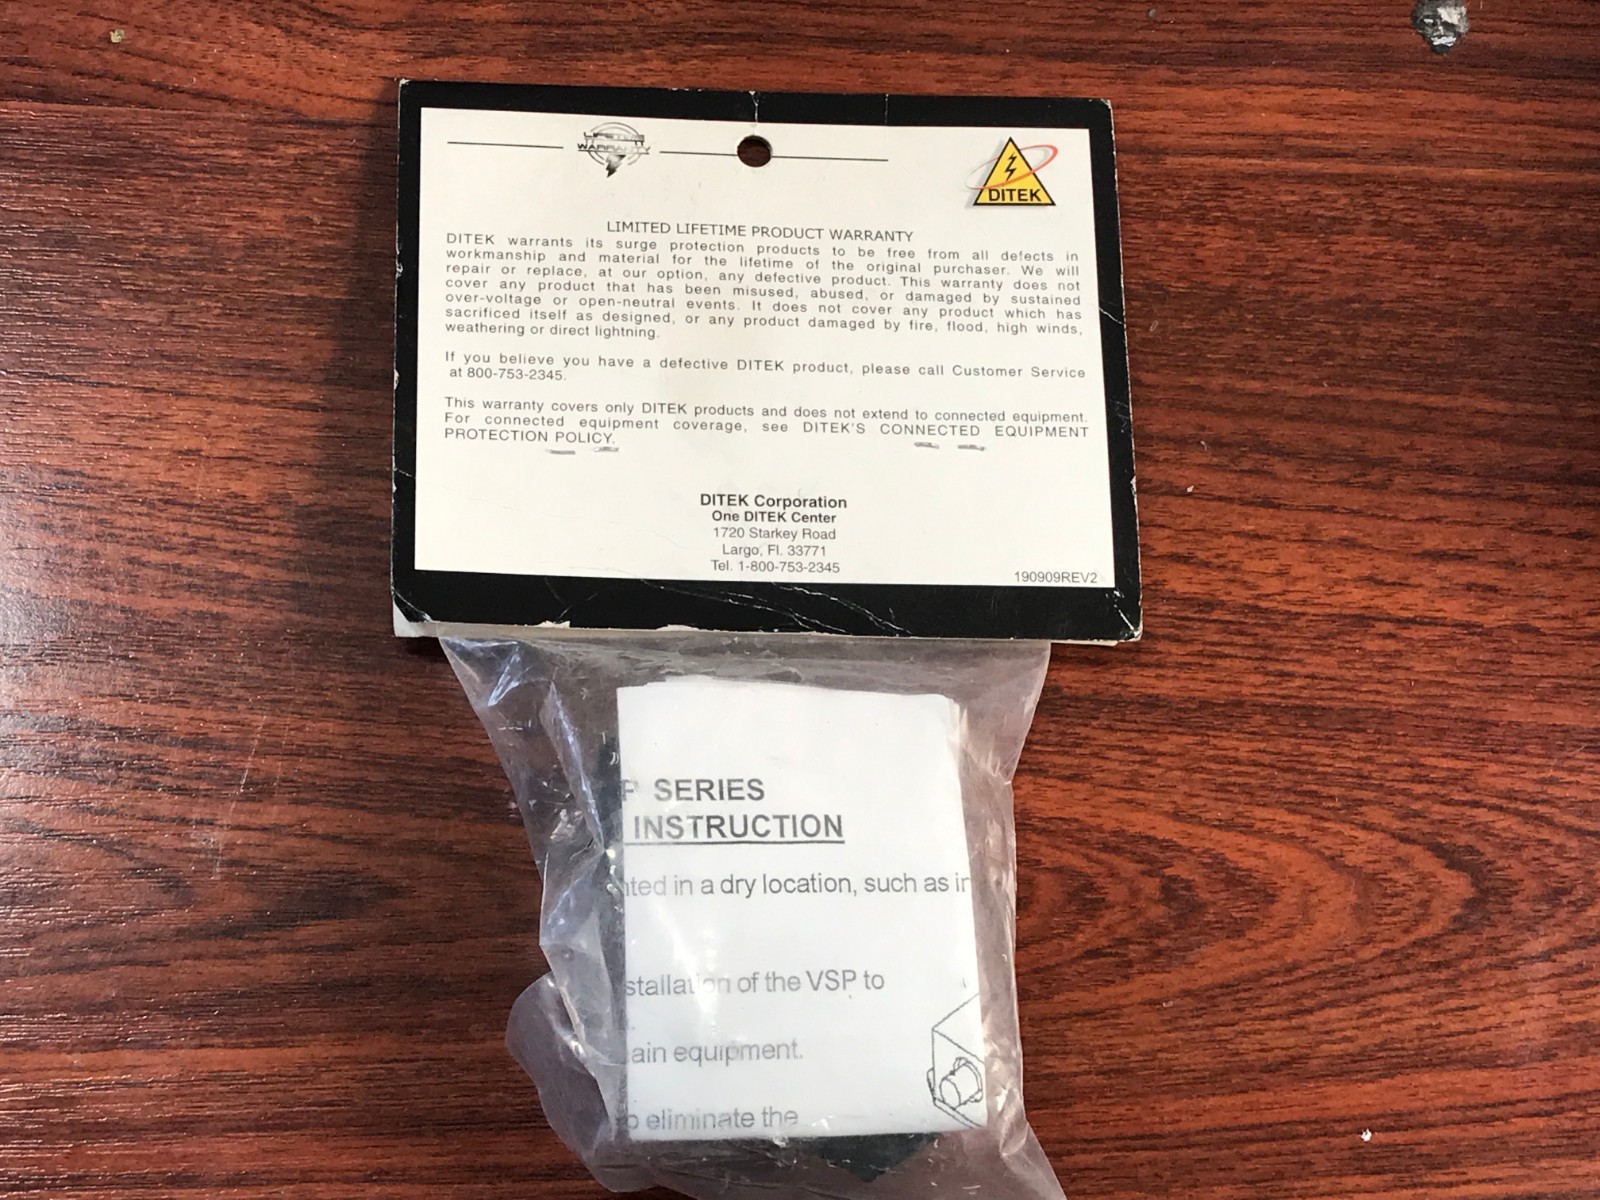 LIFETIME
WARRANTY
DITEK
LIMITED LIFETIME PRODUCT WARRANTY
DITEK warrants its surge protection products to be free from all defects in
workmanship and material for the lifetime of the original purchaser. We will
repair or replace, at our option, any defective product. This warranty does not
cover any product that has been misused, abused, or damaged by sustained
over-voltage or open-neutral events. It does not cover any product which has
sacrificed itself as designed, or any product damaged by fire, flood, high winds,
weathering or direct lightning.
If you believe you have a defective DITEK product, please call Customer Service
at 800-753-2345.
This warranty covers only DITEK products and does not extend to connected equipment.
For connected equipment coverage, see DITEK'S CONNECTED EQUIPMENT
PROTECTION POLICY.
DITEK Corporation
One DITEK Center
1720 Starkey Road
Largo, Fl. 33771
Tel. 1-800-753-2345
190909REV2
P SERIES
INSTRUCTION
nted in a dry location, such as in
stallation of the VSP to
ain equipment.
o eliminate the